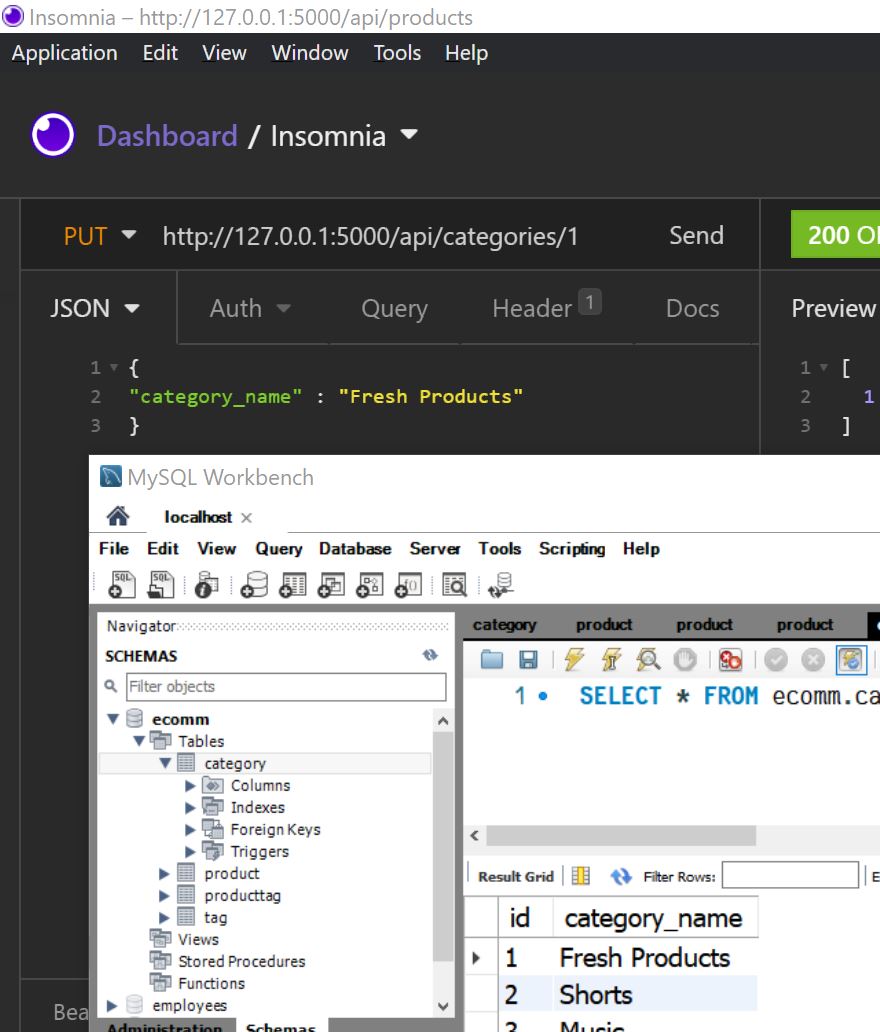 Insomnia – http://127.0.0.1:5000/api/products
Application Edit View Window Tools Help
Dashboard / Insomnia
PUT http://127.0.0.1:5000/api/categories/1 Send 200
JSON Auth Query Header 1 Docs Preview
1 { 1 [
2 "category_name" : "Fresh Products" 2 1
3 } 3 ]
MySQL Workbench
localhost
File Edit View Query Database Server Tools Scripting Help
Navigator category product product product
SCHEMAS
Filter objects
1 SELECT * FROM ecomm.ca
ecomm
Tables
category
Columns
Indexes
Foreign Keys
Triggers
product
producttag
tag
Views
Stored Procedures
Functions
employees
Administration Schemas
Result Grid Filter Rows:
id category_name
1 Fresh Products
2 Shorts
3 Music
Bea